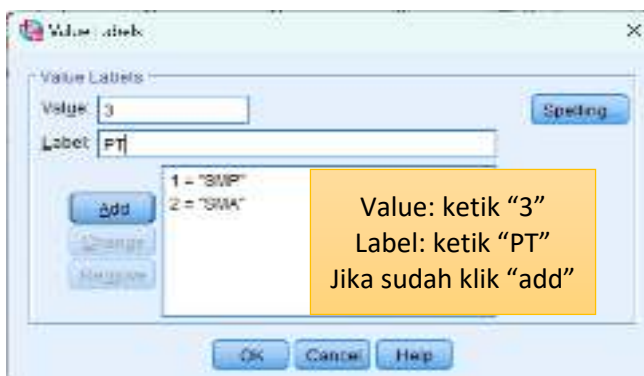 Value Labels
Value Labels
Value: 3
Spelling...
Label: PT
1 = "SMP"
2 = "SMA"
Add
Change
Remove
Value: ketik “3”
Label: ketik “PT”
Jika sudah klik “add”
OK
Cancel
Help